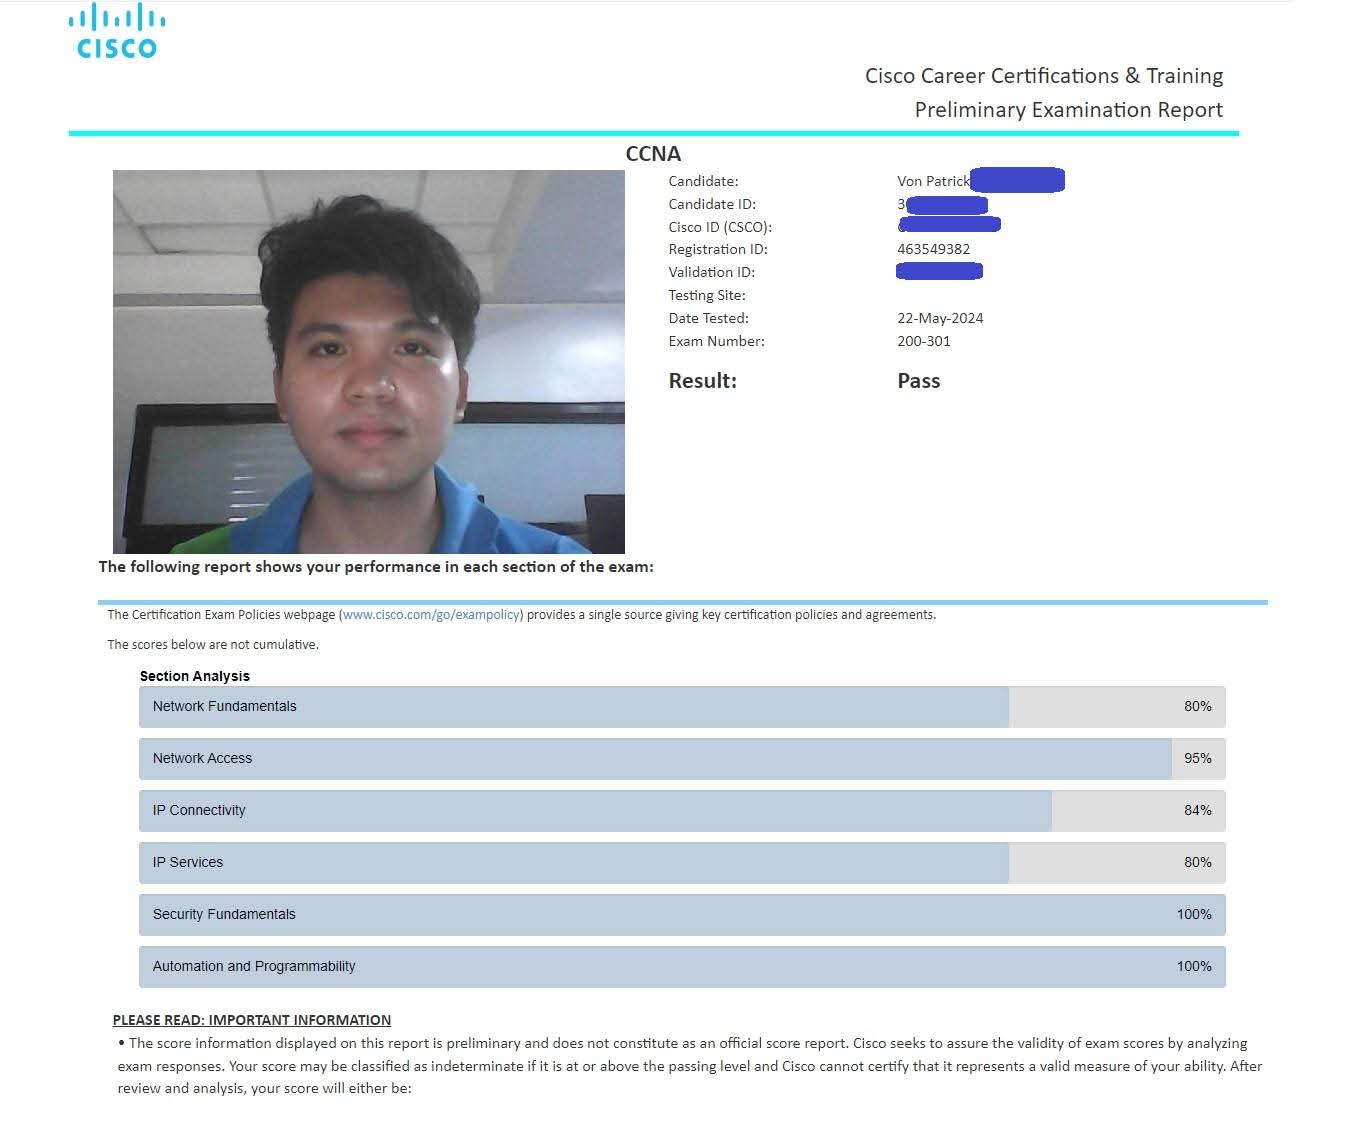 CISCO
Cisco Career Certifications & Training
Preliminary Examination Report
CCNA
Candidate: Von Patrick
Candidate ID: 3
Cisco ID (CSCO):
Registration ID: 463549382
Validation ID:
Testing Site:
Date Tested: 22-May-2024
Exam Number: 200-301
Result: Pass
The following report shows your performance in each section of the exam:
The Certification Exam Policies webpage (www.cisco.com/go/exampolicy) provides a single source giving key certification policies and agreements.
The scores below are not cumulative.
Section Analysis
Network Fundamentals 80%
Network Access 95%
IP Connectivity 84%
IP Services 80%
Security Fundamentals 100%
Automation and Programmability 100%
PLEASE READ: IMPORTANT INFORMATION
• The score information displayed on this report is preliminary and does not constitute as an official score report. Cisco seeks to assure the validity of exam scores by analyzing
exam responses. Your score may be classified as indeterminate if it is at or above the passing level and Cisco cannot certify that it represents a valid measure of your ability. After
review and analysis, your score will either be: